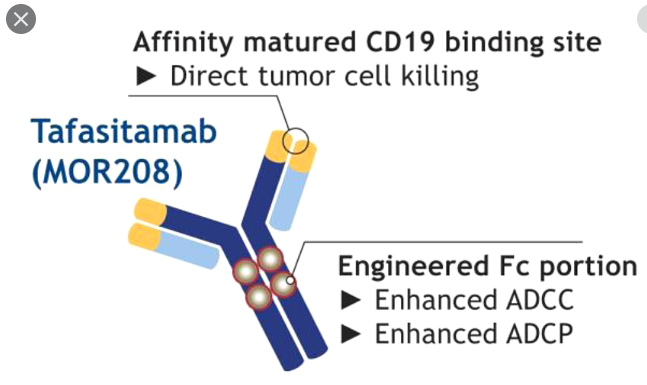 Affinity matured CD19 binding site
► Direct tumor cell killing
Tafasitamab
(MOR208)
Engineered Fc portion
► Enhanced ADCC
► Enhanced ADCP